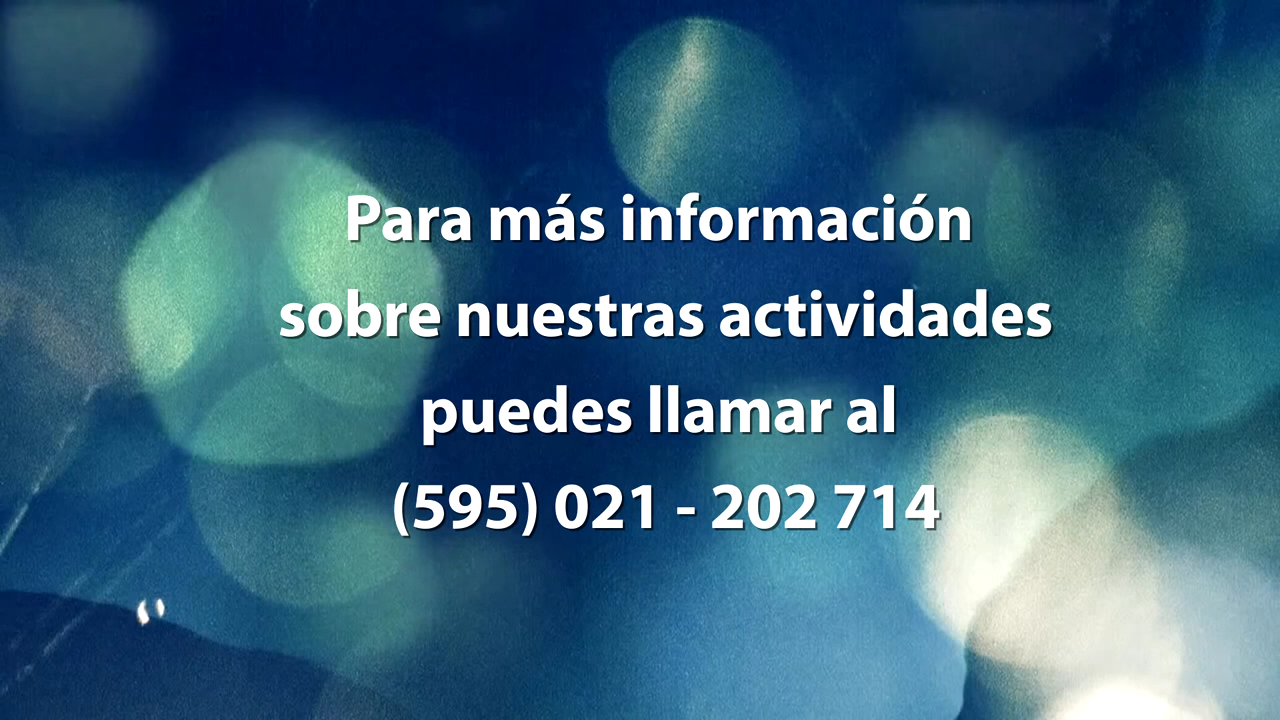 Para más información
sobre nuestras actividades
puedes llamar al
(595) 021 - 202 714